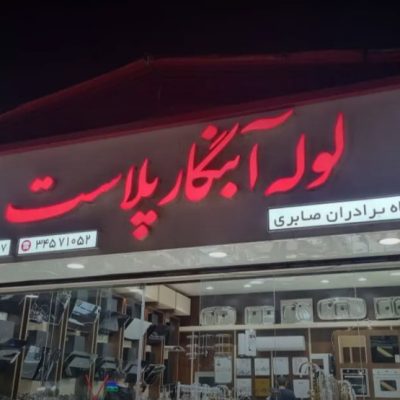 لوله آبنگار پلاست
برادران صابری
۳۴۵۷۱۰۵۲